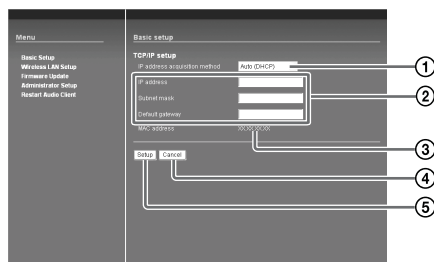 Menu
Basic Setup
Wireless LAN Setup
Firmware Update
Administrator Setup
Restart Audio Client
Basic setup
TCP/IP setup
IP address acquisition method
Auto (DHCP)
IP address
Subnet mask
Default gateway
MAC address
XXXXXXXX
Setup
Cancel
1
2
3
4
5